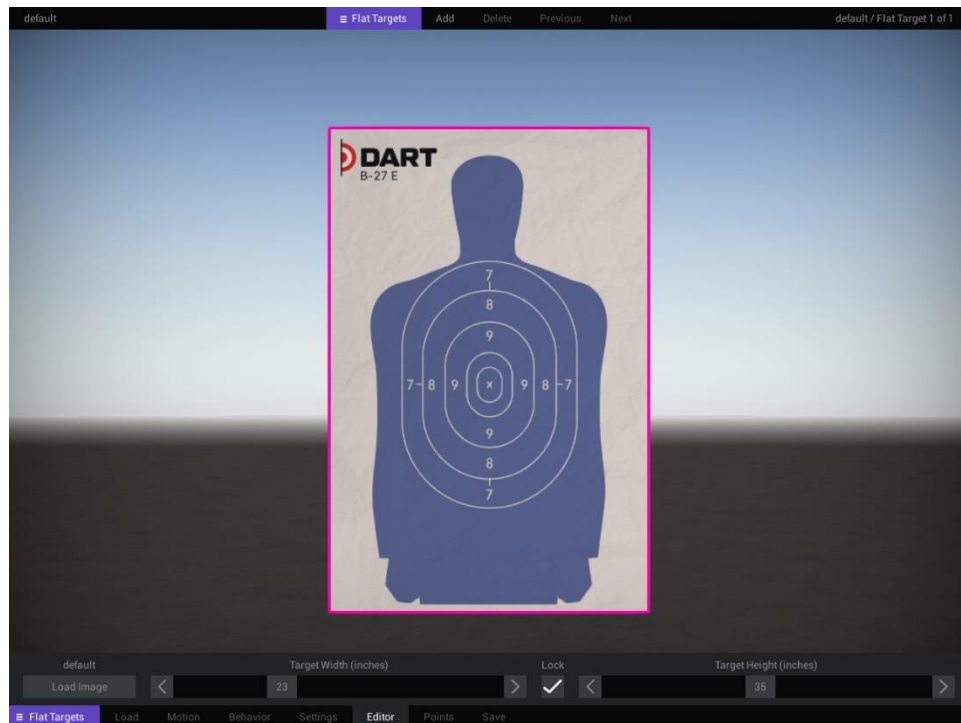 default ≡ Flat Targets Add Delete Previous Next default / Flat Target 1 of 1
DART
B-27 E
7
8
9
7 8 9 x 9 8 7
9
8
7
default Target Width (inches) Lock Target Height (inches)
Load Image 23 35
≡ Flat Targets Load Motion Behavior Settings Editor Points Save